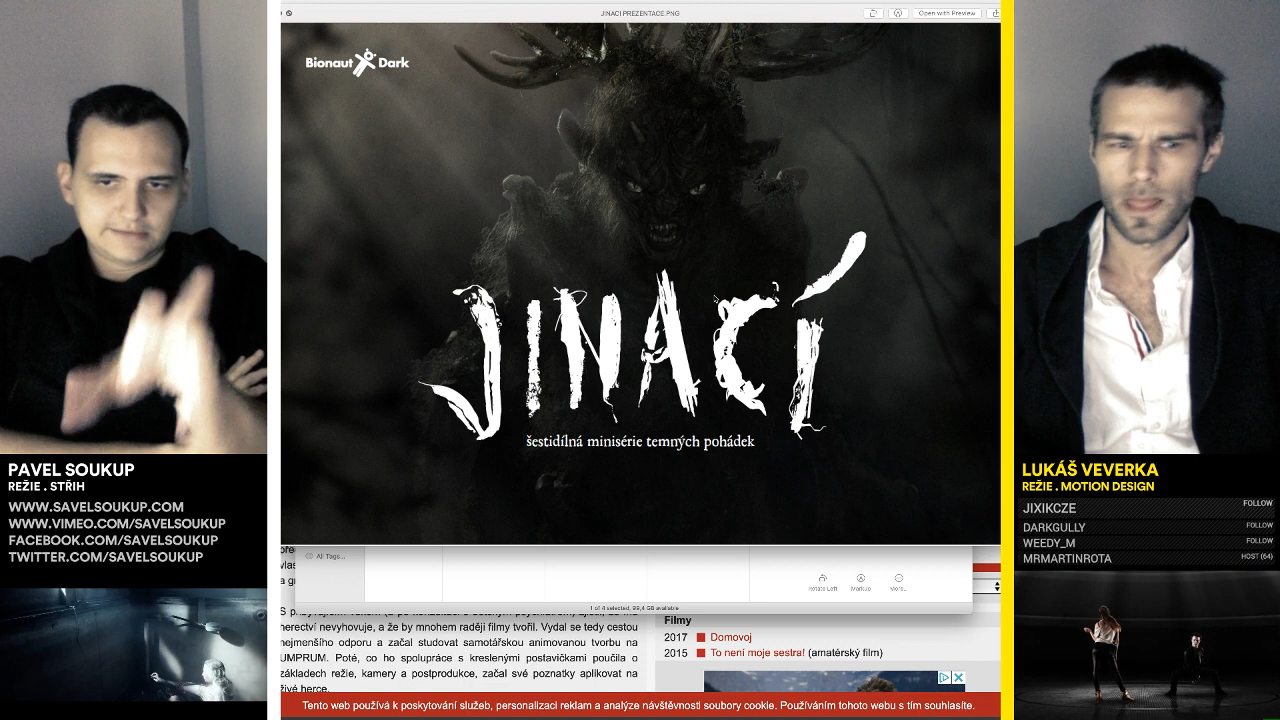 JINACI PREZENTACE.PNG
Open with Preview
Bionaut Dark
JINACÍ
šestidílná minisérie temných pohádek
PAVEL SOUKUP
REŽIE . STŘIH
WWW.SAVELSOUKUP.COM
WWW.VIMEO.COM/SAVELSOUKUP
FACEBOOK.COM/SAVELSOUKUP
TWITTER.COM/SAVELSOUKUP
All Tags...
Rotate Left
Markup
More...
1 of 4 selected, 99,4 GB available
herectví nevyhovuje, a že by mnohem raději filmy tvořil. Vydal se tedy cestou
nejmenšího odporu a začal studovat samotářskou animovanou tvorbu na
UMPRUM. Poté, co ho spolupráce s kreslenými postavičkami poučila o
základech režie, kamery a postprodukce, začal své poznatky aplikovat na
živé herce.
Filmy
2017 Domovoj
2015 To není moje sestra! (amatérský film)
Tento web používá k poskytování služeb, personalizaci reklam a analýze návštěvnosti soubory cookie. Používáním tohoto webu s tím souhlasíte.
LUKÁŠ VEVERKA
REŽIE . MOTION DESIGN
JIXIKCZE FOLLOW
DARKGULLY FOLLOW
WEEDY_M FOLLOW
MRMARTINROTA HOST (64)